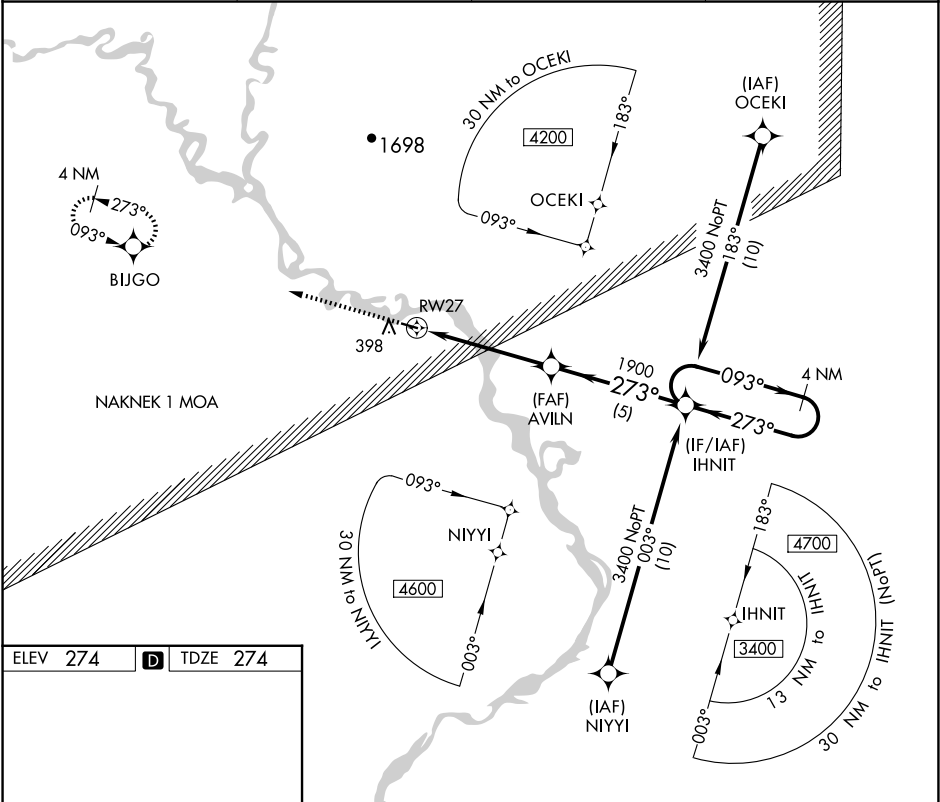 30 NM to OCEKI
4200
183°
OCEKI
093°
(IAF)
OCEKI
1698
4 NM
273°
093°
BIJGO
3400 NoPT
183°
(10)
RW27
398
NAKNEK 1 MOA
(FAF)
AVILN
1900
273°
(5)
093°
4 NM
273°
(IF/IAF)
IHNIT
093°
NIYYI
4600
30 NM to NIYYI
003°
3400 NoPT
003°
(10)
(IAF)
NIYYI
183°
4700
IHNIT
3400
13 NM to IHNIT
30 NM to IHNIT (NoPT)
003°
ELEV 274 D TDZE 274